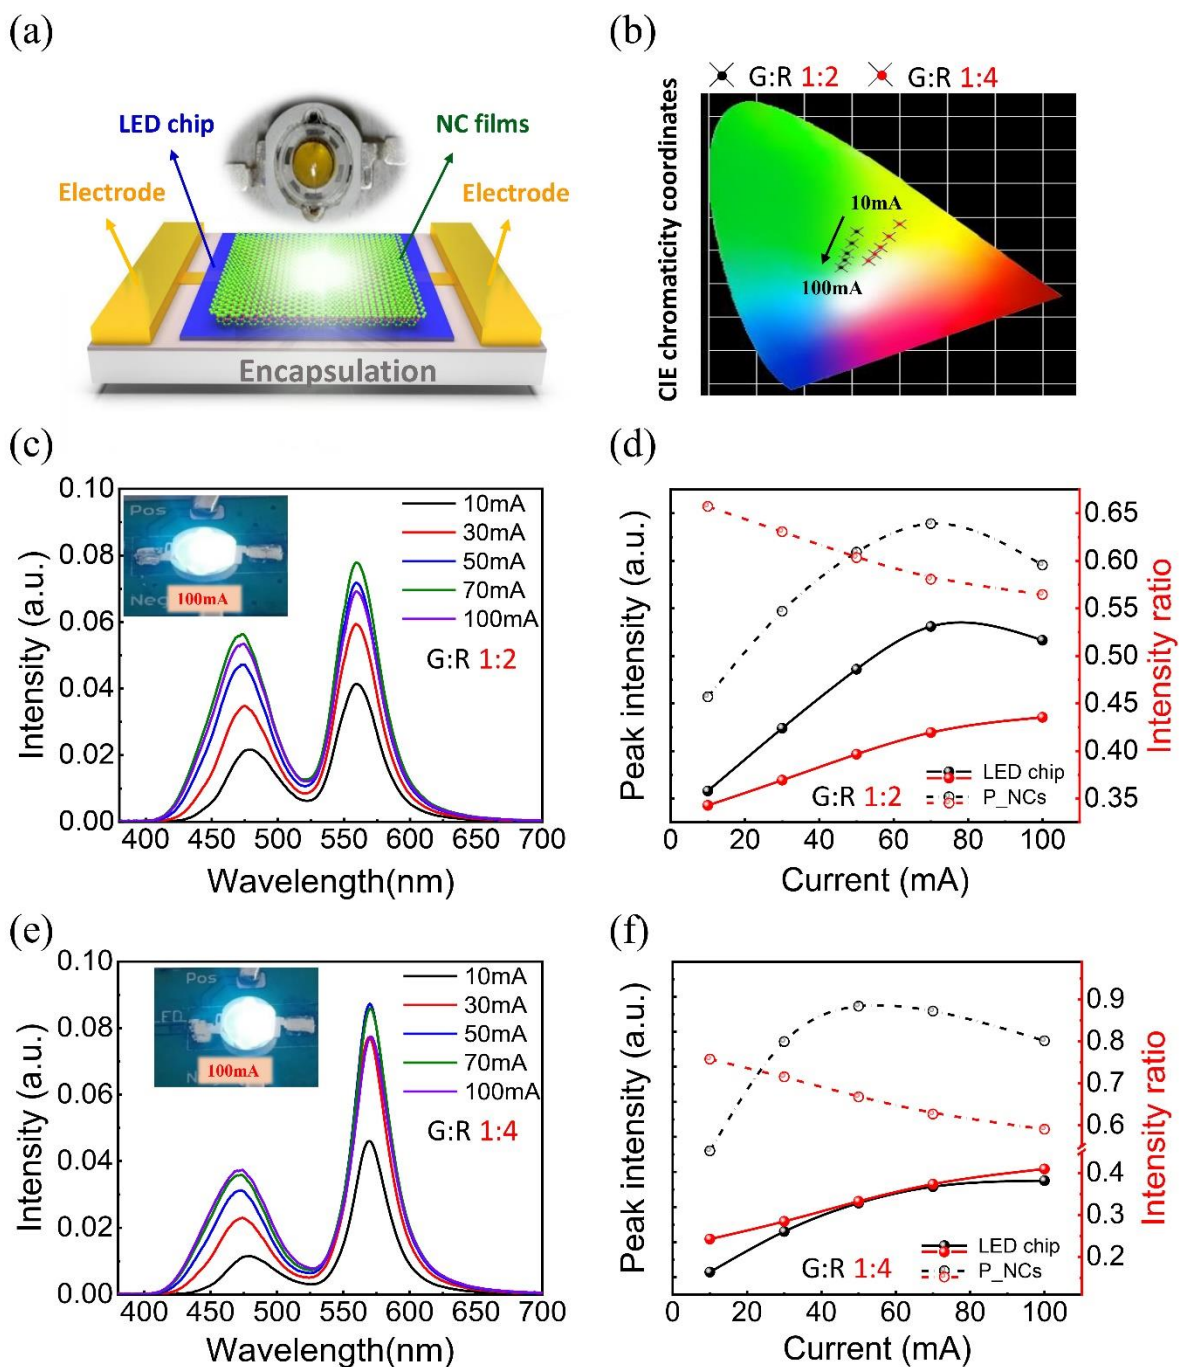 (a)
LED chip
NC films
Electrode
Electrode
Encapsulation
(b)
G:R 1:2
G:R 1:4
CIE chromaticity coordinates
10mA
100mA
(c)
0.10
0.08
0.06
0.04
0.02
0.00
Intensity (a.u.)
Pos
Neg
100mA
10mA
30mA
50mA
70mA
100mA
G:R 1:2
400 450 500 550 600 650 700
Wavelength(nm)
(d)
Peak intensity (a.u.)
0.65
0.60
0.55
0.50
0.45
0.40
0.35
Intensity ratio
LED chip
P_NCs
G:R 1:2
0 20 40 60 80 100
Current (mA)
(e)
0.10
0.08
0.06
0.04
0.02
0.00
Intensity (a.u.)
Pos
100mA
10mA
30mA
50mA
70mA
100mA
G:R 1:4
400 450 500 550 600 650 700
Wavelength(nm)
(f)
Peak intensity (a.u.)
0.9
0.8
0.7
0.6
0.4
0.3
0.2
Intensity ratio
LED chip
P_NCs
G:R 1:4
0 20 40 60 80 100
Current (mA)